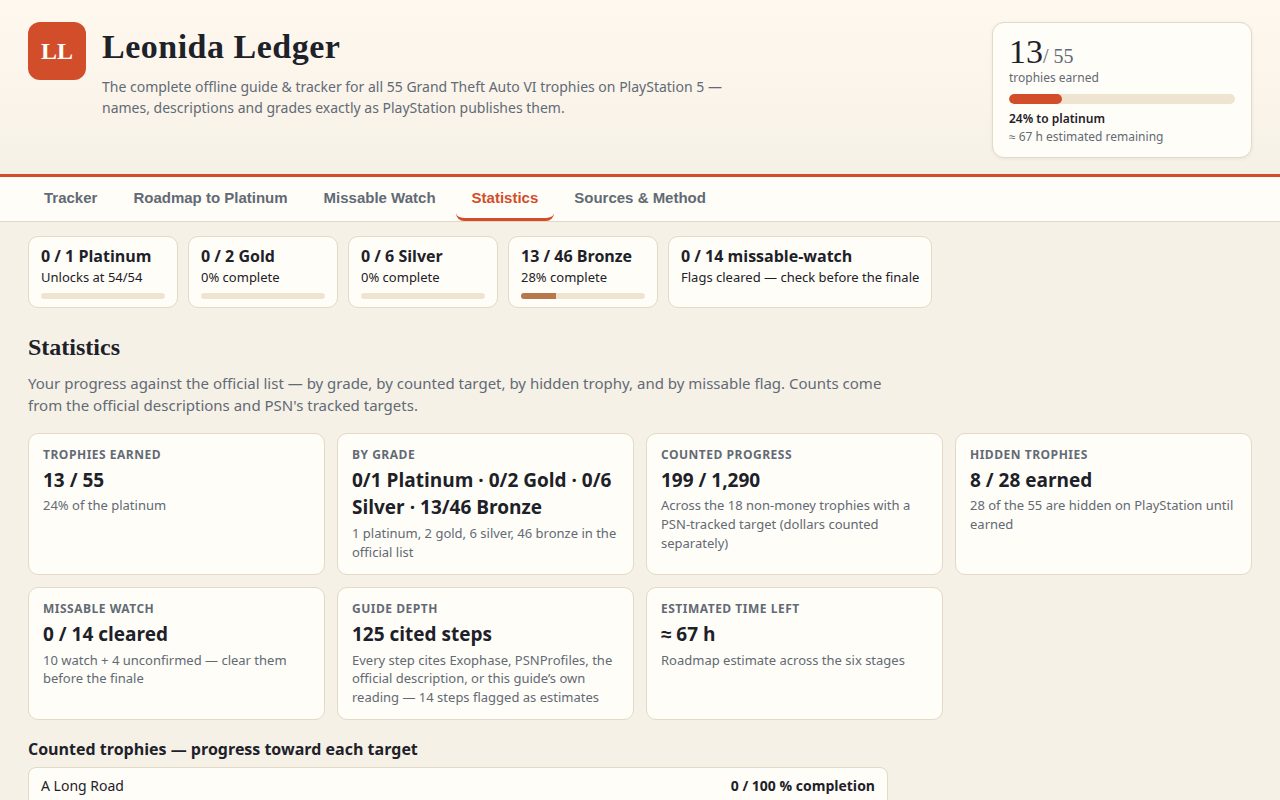 LL
Leonida Ledger
The complete offline guide & tracker for all 55 Grand Theft Auto VI trophies on PlayStation 5 —
names, descriptions and grades exactly as PlayStation publishes them.
13/ 55
trophies earned
24% to platinum
≈ 67 h estimated remaining
Tracker
Roadmap to Platinum
Missable Watch
Statistics
Sources & Method
0 / 1 Platinum
Unlocks at 54/54
0 / 2 Gold
0% complete
0 / 6 Silver
0% complete
13 / 46 Bronze
28% complete
0 / 14 missable-watch
Flags cleared — check before the finale
Statistics
Your progress against the official list — by grade, by counted target, by hidden trophy, and by missable flag. Counts come
from the official descriptions and PSN's tracked targets.
TROPHIES EARNED
13 / 55
24% of the platinum
BY GRADE
0/1 Platinum · 0/2 Gold · 0/6
Silver · 13/46 Bronze
1 platinum, 2 gold, 6 silver, 46 bronze in the
official list
COUNTED PROGRESS
199 / 1,290
Across the 18 non-money trophies with a
PSN-tracked target (dollars counted
separately)
HIDDEN TROPHIES
8 / 28 earned
28 of the 55 are hidden on PlayStation until
earned
MISSABLE WATCH
0 / 14 cleared
10 watch + 4 unconfirmed — clear them
before the finale
GUIDE DEPTH
125 cited steps
Every step cites Exophase, PSNProfiles, the
official description, or this guide’s own
reading — 14 steps flagged as estimates
ESTIMATED TIME LEFT
≈ 67 h
Roadmap estimate across the six stages
Counted trophies — progress toward each target
A Long Road
0 / 100 % completion